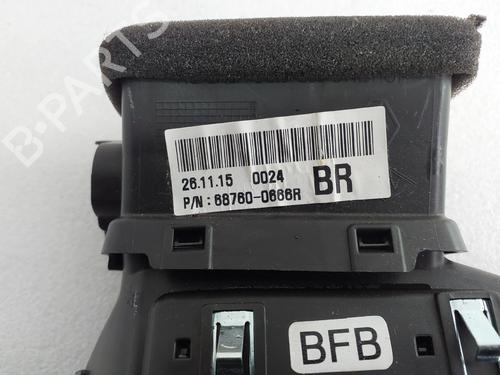 B-PARTS
26.11.15 0024 BR
P/N : 68760-0666R
BFB